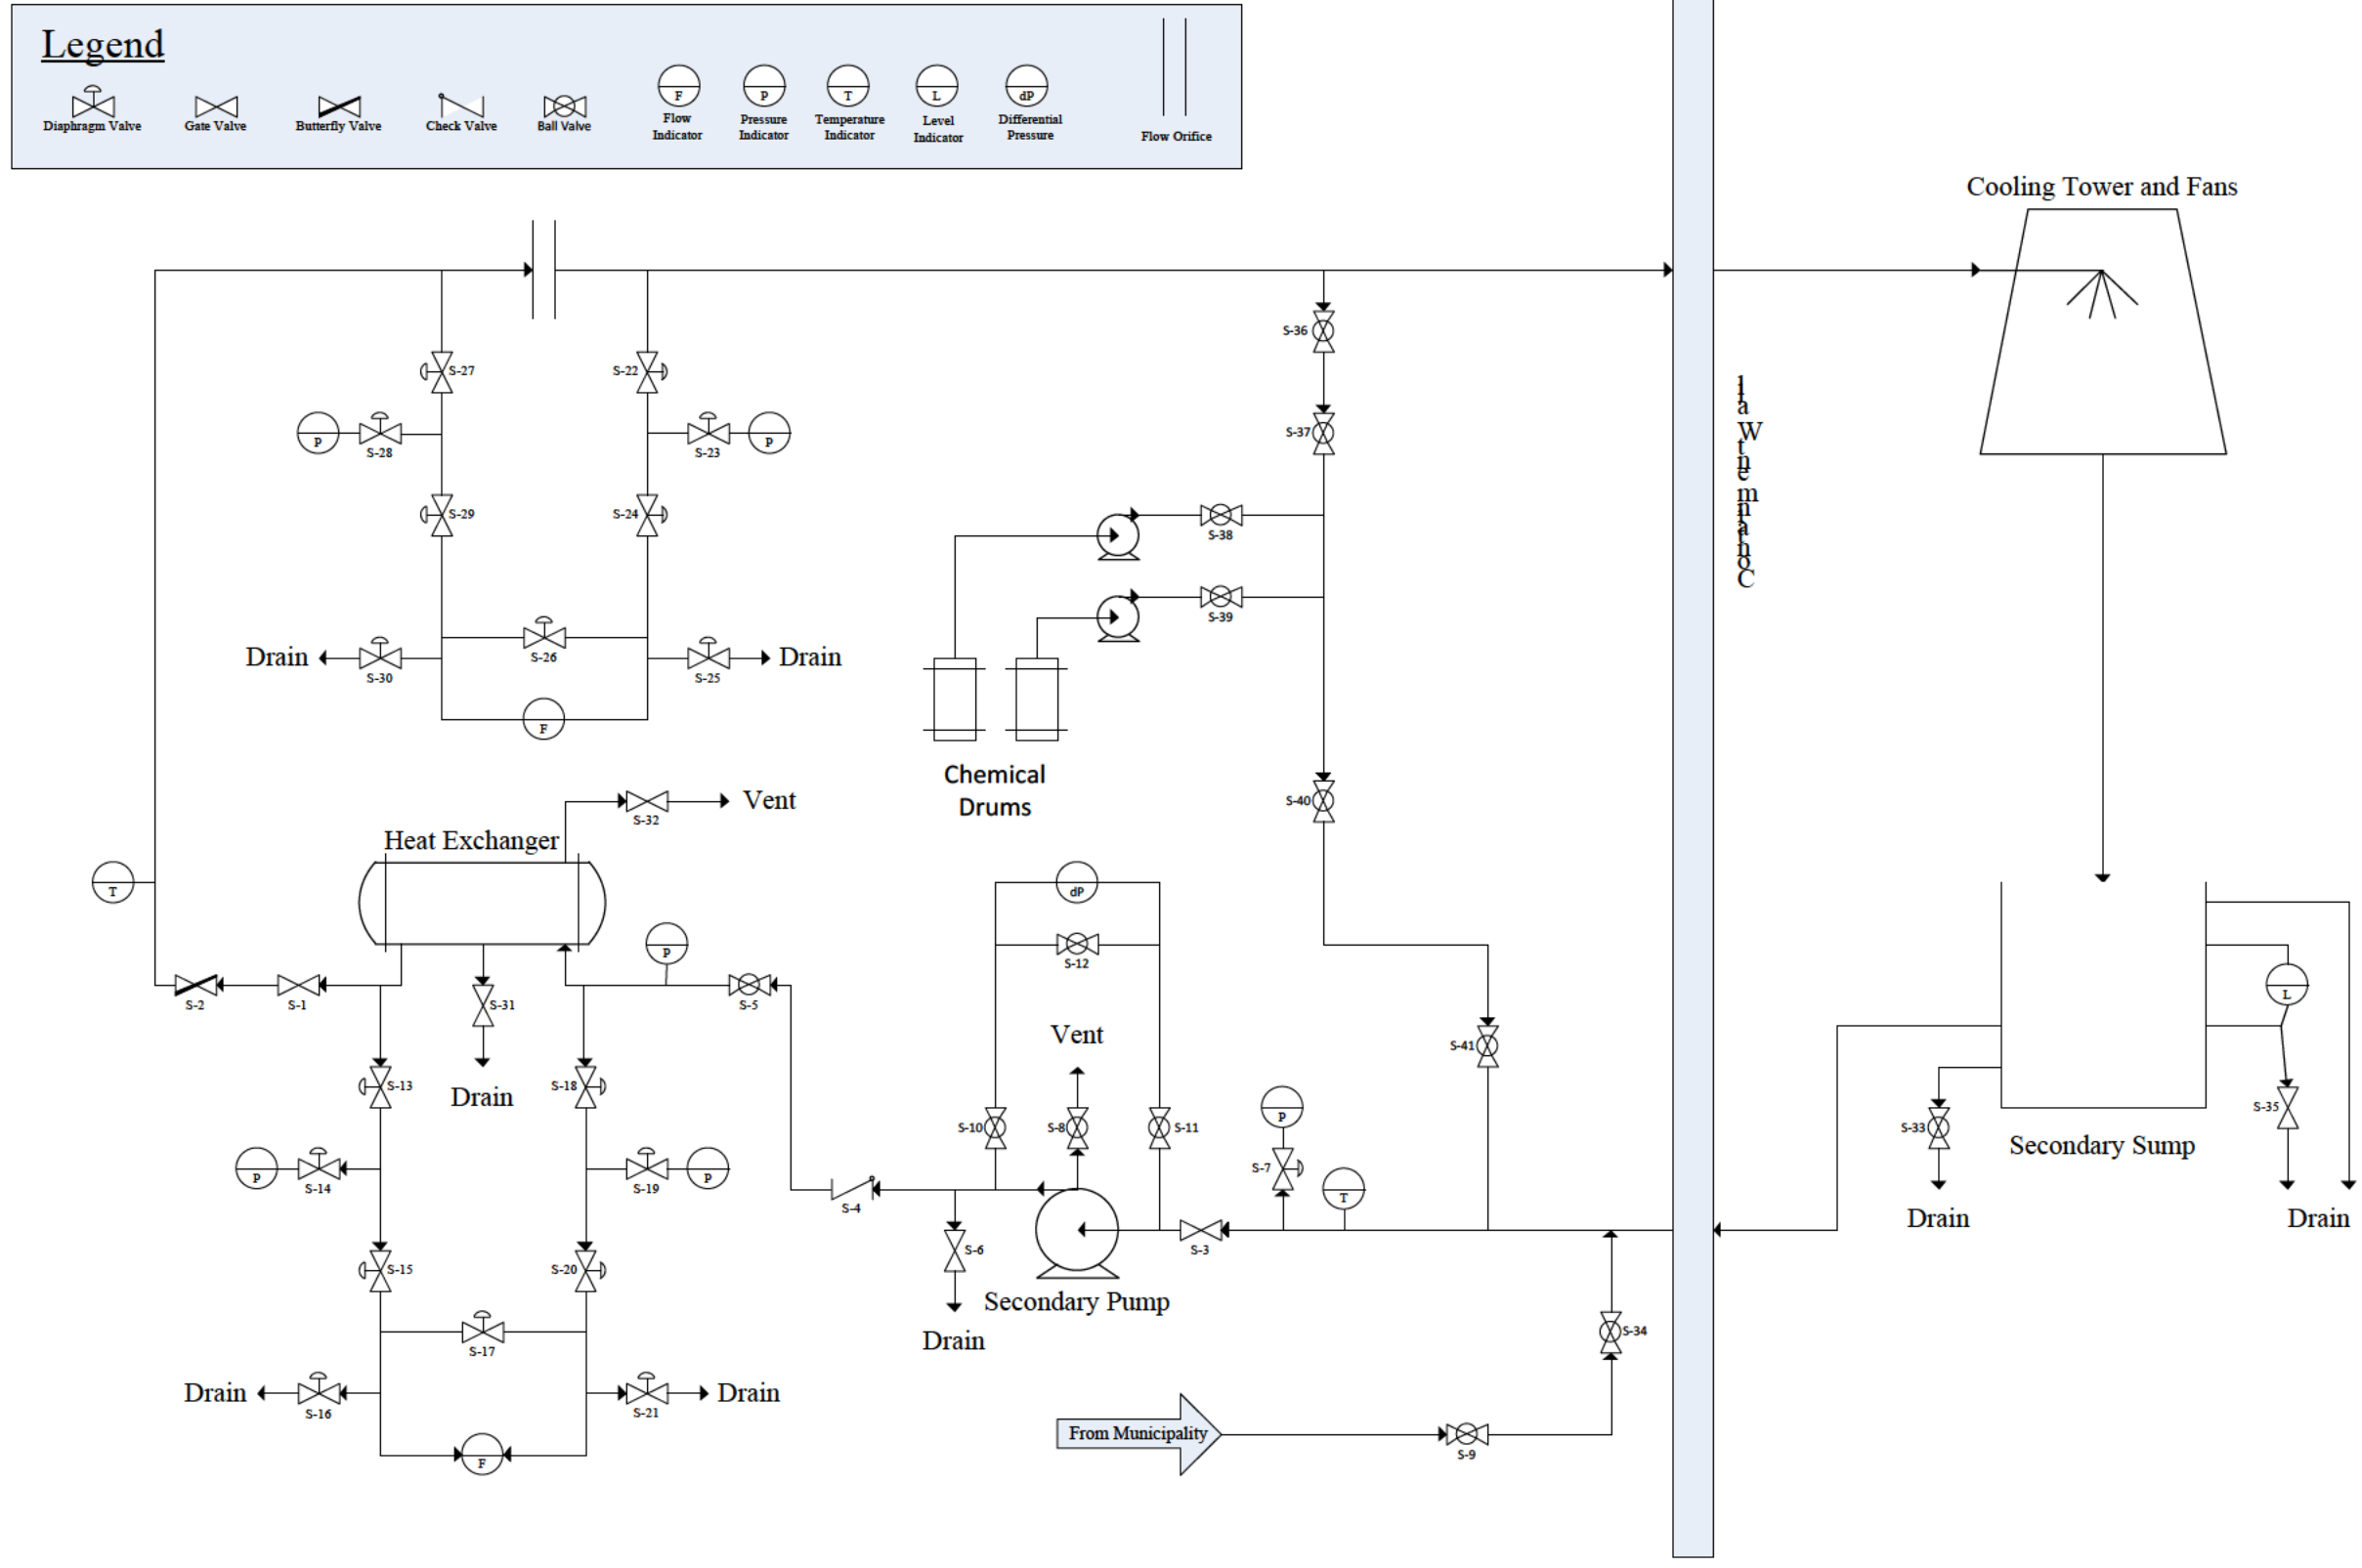 Legend
Diaphragm Valve
Gate Valve
Butterfly Valve
Check Valve
Ball Valve
F
Flow
Indicator
P
Pressure
Indicator
T
Temperature
Indicator
L
Level
Indicator
dP
Differential
Pressure
Flow Orifice
Cooling Tower and Fans
S-36
S-27
S-22
P
S-28
S-23
P
S-37
Containment Wall
S-29
S-24
S-38
S-39
Drain
S-30
S-26
S-25
Drain
F
Chemical
Drums
S-40
S-32
Vent
Heat Exchanger
T
dP
P
S-12
S-2
S-1
S-31
S-5
L
Drain
Vent
S-41
S-13
S-18
P
S-10
S-8
S-11
S-33
S-35
Secondary Sump
P
S-14
S-19
P
S-7
T
S-4
Drain
Drain
S-15
S-20
S-6
S-3
Secondary Pump
Drain
S-34
S-17
Drain
S-16
S-21
Drain
From Municipality
S-9
F